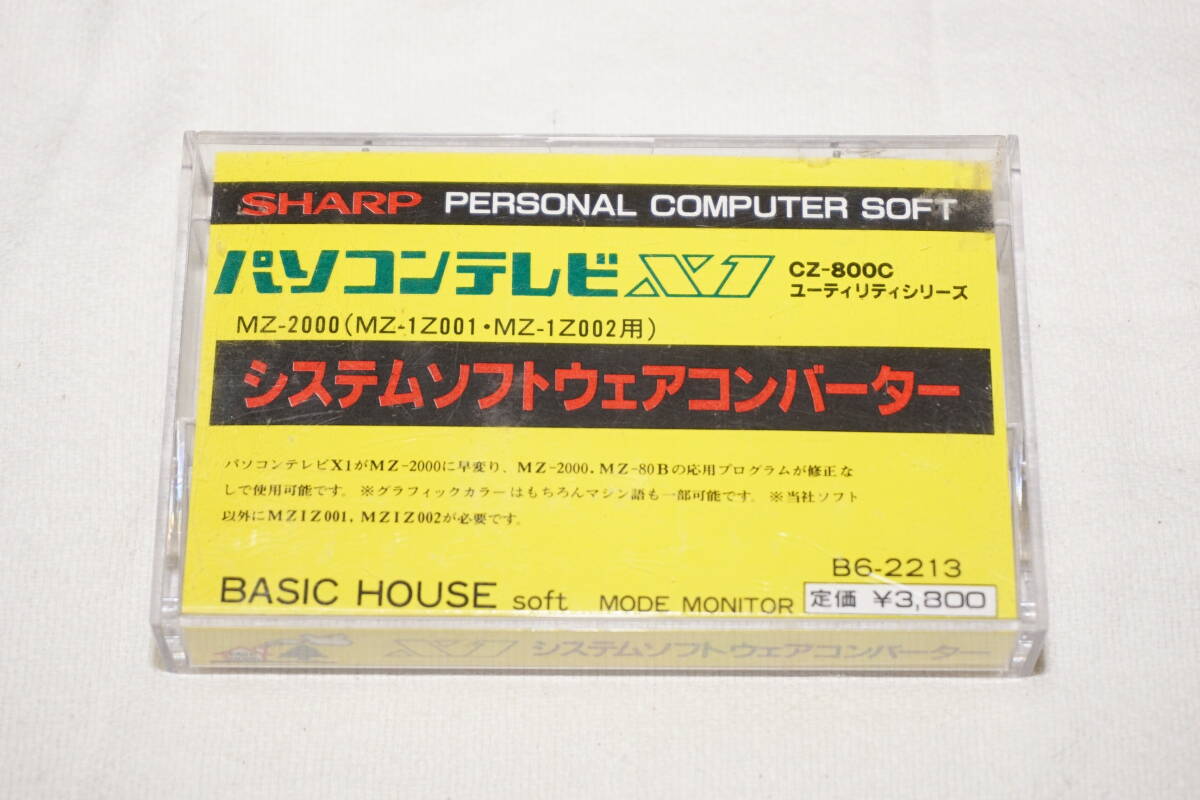 SHARP PERSONAL COMPUTER SOFT
パソコンテレビX1 CZ-800C
ユーティリティシリーズ
MZ-2000(MZ-1Z001・MZ-1Z002用)
システムソフトウェアコンバーター
パソコンテレビX1がMZ-2000に早変り、MZ-2000.MZ-80Bの応用プログラムが修正な
しで使用可能です。※グラフィックカラーはもちろんマシン語も一部可能です。※当社ソフト
以外にMZ1Z001,MZ1Z002が必要です。
B6-2213
BASIC HOUSE soft MODE MONITOR 定価 ¥3,800
X1 システムソフトウェアコンバーター